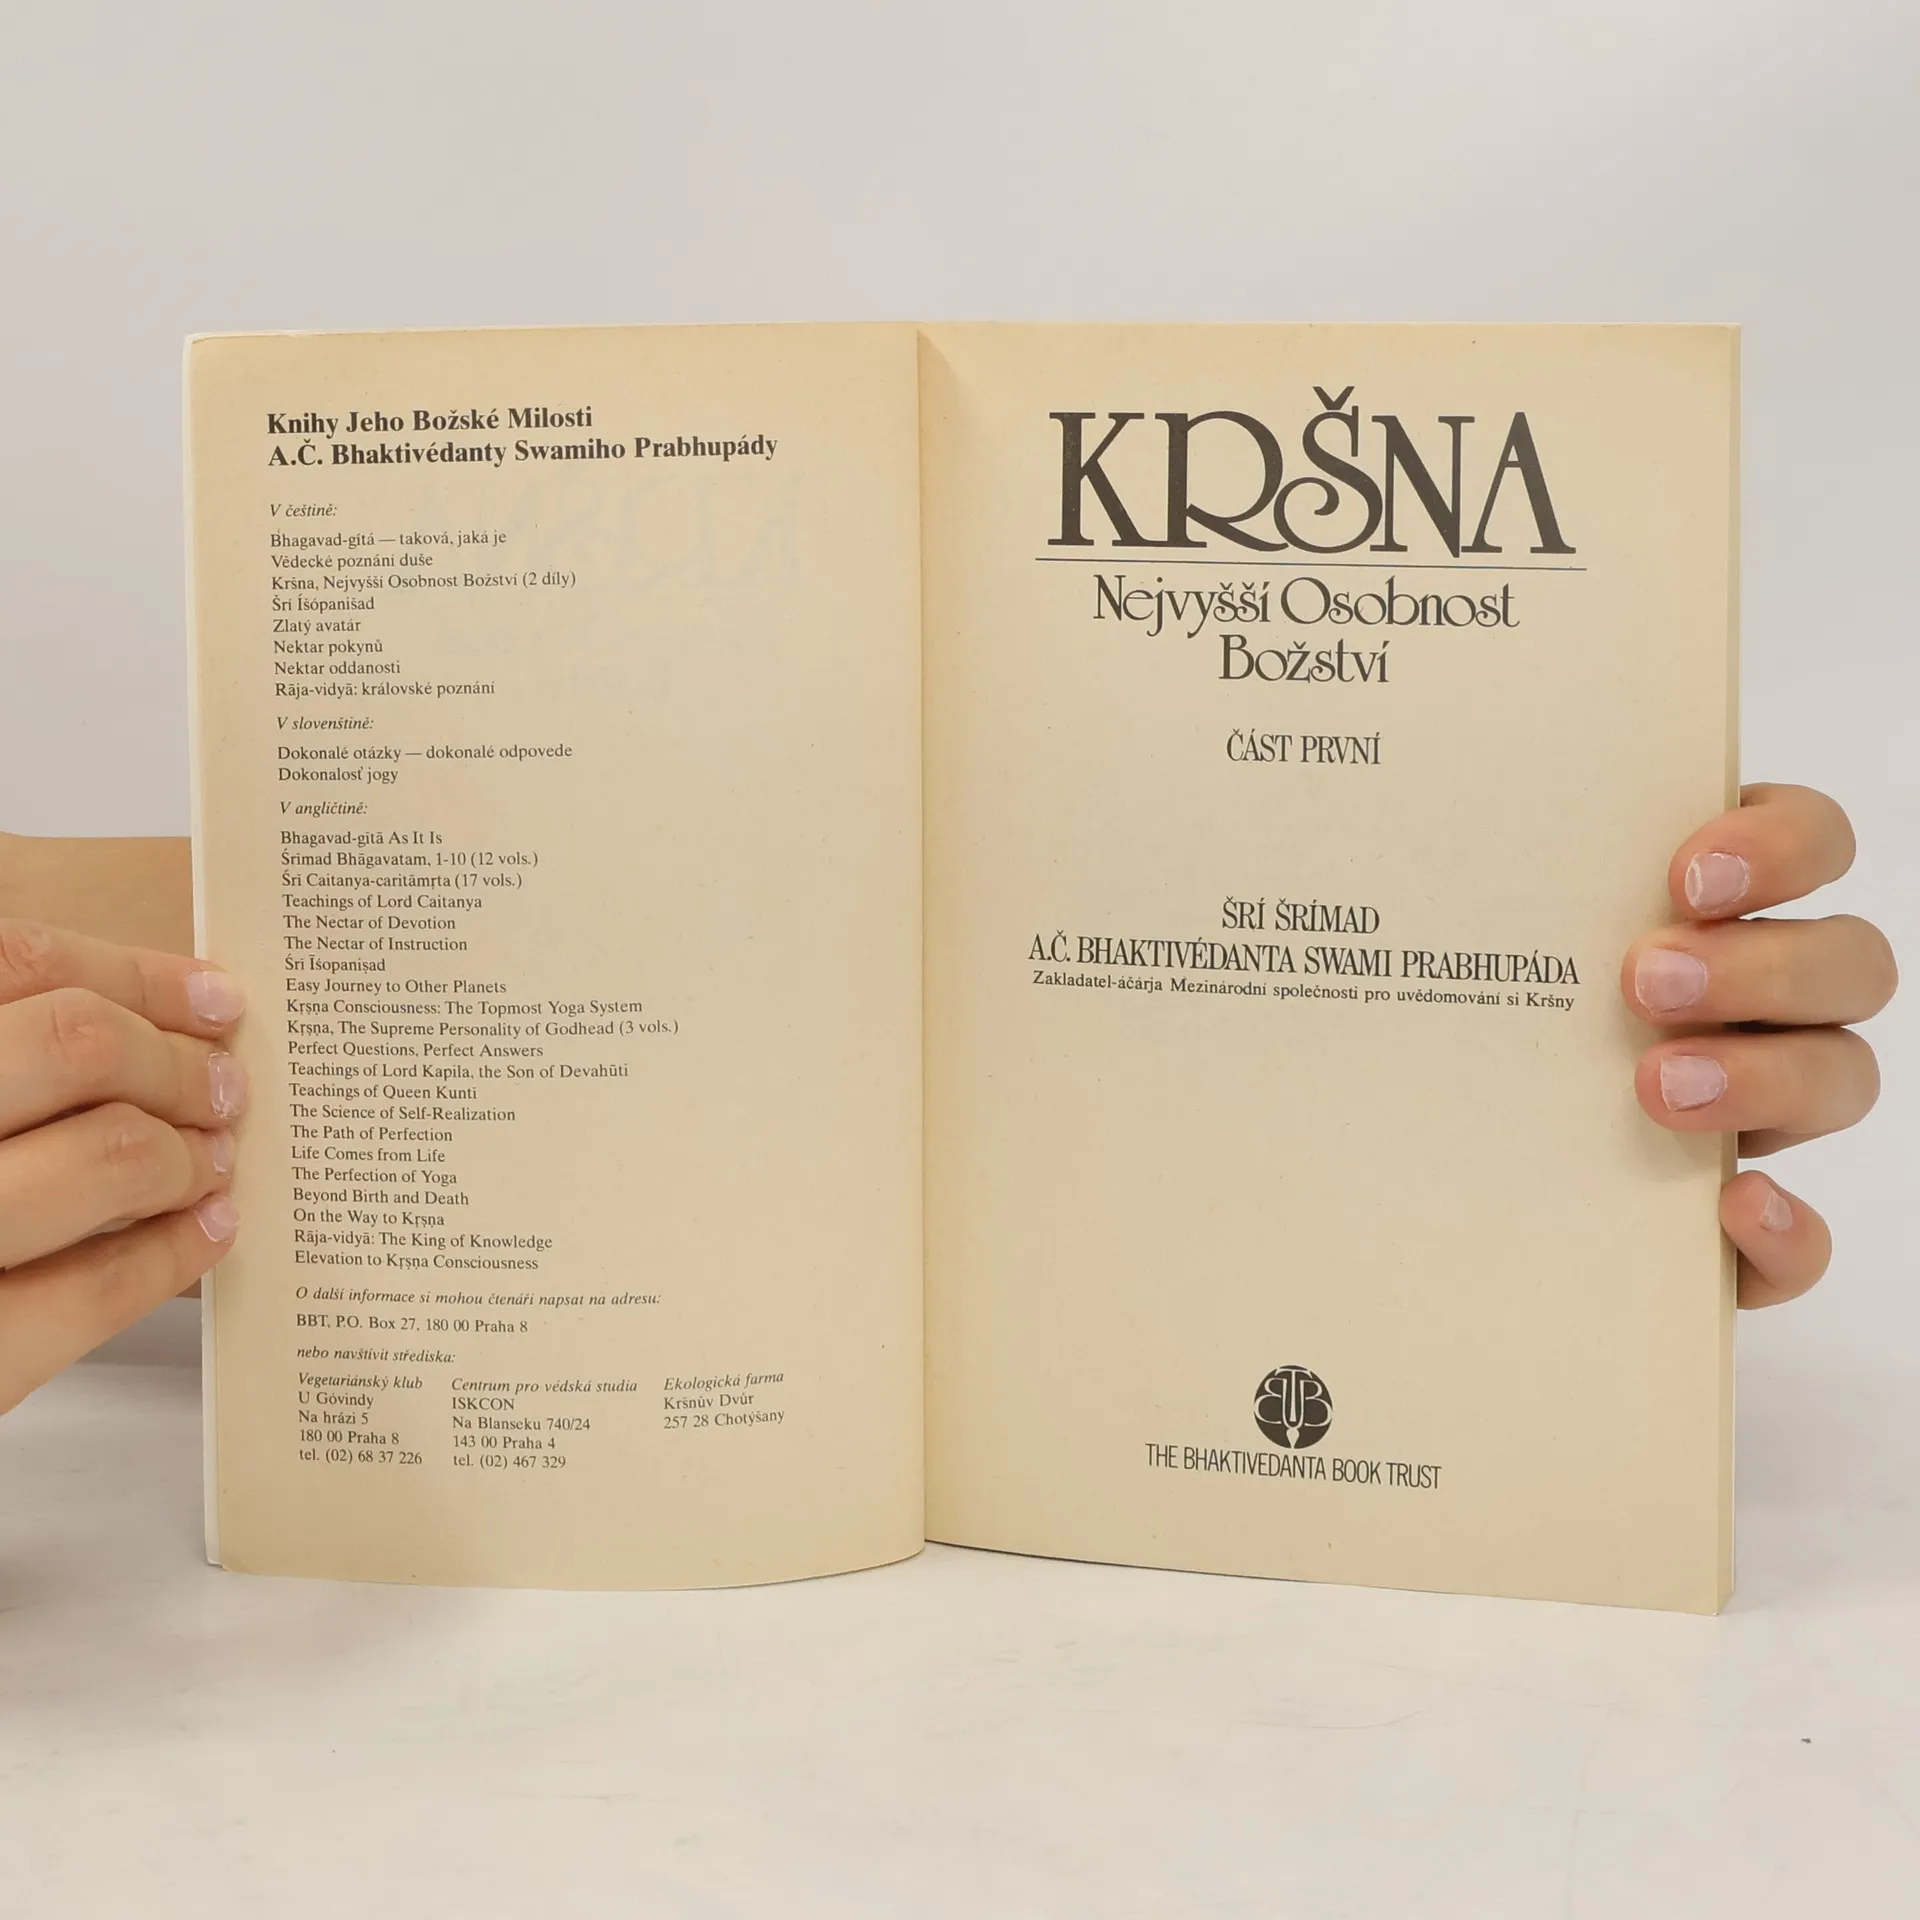 Knihy Jeho Božské Milosti
A.Č. Bhaktivédanty Swamiho Prabhupády
V češtině:
Bhagavad-gítá — taková, jaká je
Vědecké poznání duše
Kršna, Nejvyšší Osobnost Božství (2 díly)
Šrí Íšópanišad
Zlatý avatár
Nektar pokynů
Nektar oddanosti
Rāja-vidyā: královské poznání
V slovenštině:
Dokonalé otázky — dokonalé odpovede
Dokonalosť jogy
V angličtině:
Bhagavad-gītā As It Is
Śrīmad Bhāgavatam, 1-10 (12 vols.)
Śrī Caitanya-caritāmṛta (17 vols.)
Teachings of Lord Caitanya
The Nectar of Devotion
The Nectar of Instruction
Śrī Īśopaniṣad
Easy Journey to Other Planets
Kṛṣṇa Consciousness: The Topmost Yoga System
Kṛṣṇa, The Supreme Personality of Godhead (3 vols.)
Perfect Questions, Perfect Answers
Teachings of Lord Kapila, the Son of Devahūti
Teachings of Queen Kuntī
The Science of Self-Realization
The Path of Perfection
Life Comes from Life
The Perfection of Yoga
Beyond Birth and Death
On the Way to Kṛṣṇa
Rāja-vidyā: The King of Knowledge
Elevation to Kṛṣṇa Consciousness
O další informace si mohou čtenáři napsat na adresu:
BBT, P.O. Box 27, 180 00 Praha 8
nebo navštívit střediska:
Vegetariánský klub
U Góvindy
Na hrázi 5
180 00 Praha 8
tel. (02) 68 37 226
Centrum pro védská studia
ISKCON
Na Blanseku 740/24
143 00 Praha 4
tel. (02) 467 329
Ekologická farma
Kršnův Dvůr
257 28 Chotýšany
KRŠNA
Nejvyšší Osobnost
Božství
ČÁST PRVNÍ
ŠRÍ ŠRÍMAD
A.Č. BHAKTIVÉDANTA SWAMI PRABHUPÁDA
Zakladatel-áčárja Mezinárodní společnosti pro uvědomování si Kršny
BTB
THE BHAKTIVEDANTA BOOK TRUST